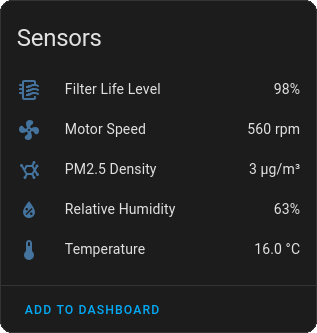 Sensors
Filter Life Level 98%
Motor Speed 560 rpm
PM2.5 Density 3 µg/m³
Relative Humidity 63%
Temperature 16.0 °C
ADD TO DASHBOARD